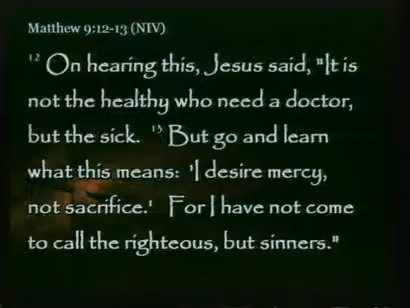 Matthew 9:12-13 (NIV)
12 On hearing this, Jesus said, "It is
not the healthy who need a doctor,
but the sick. 13 But go and learn
what this means: 'I desire mercy,
not sacrifice.' For I have not come
to call the righteous, but sinners."